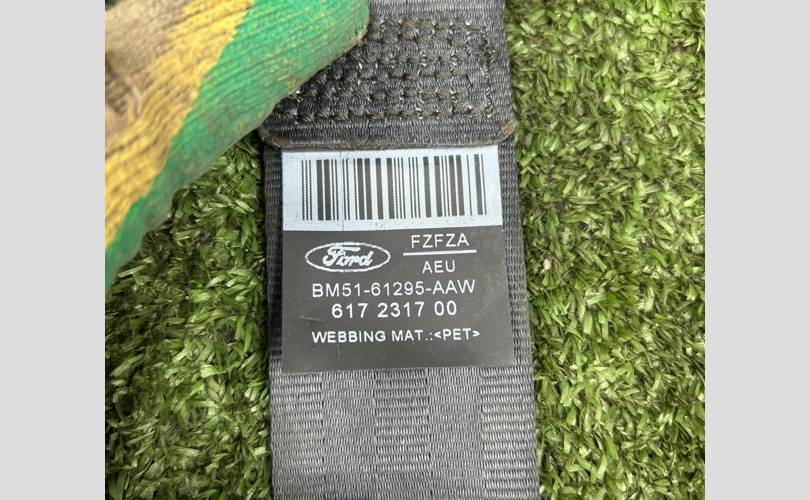 Ford
FZFZA
AEU
BM51-61295-AAW
617 2317 00
WEBBING MAT.:<PET>